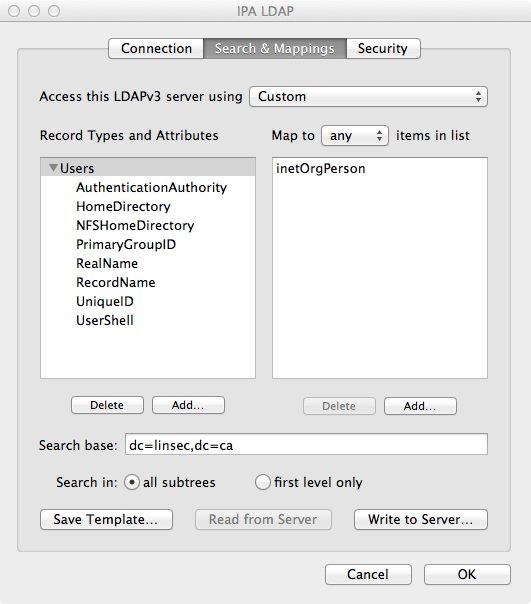 IPA LDAP
Connection Search & Mappings Security
Access this LDAPv3 server using Custom
Record Types and Attributes Map to any items in list
Users inetOrgPerson
AuthenticationAuthority
HomeDirectory
NFSHomeDirectory
PrimaryGroupID
RealName
RecordName
UniqueID
UserShell
Delete Add... Delete Add...
Search base: dc=linsec,dc=ca
Search in: all subtrees first level only
Save Template... Read from Server Write to Server...
Cancel OK